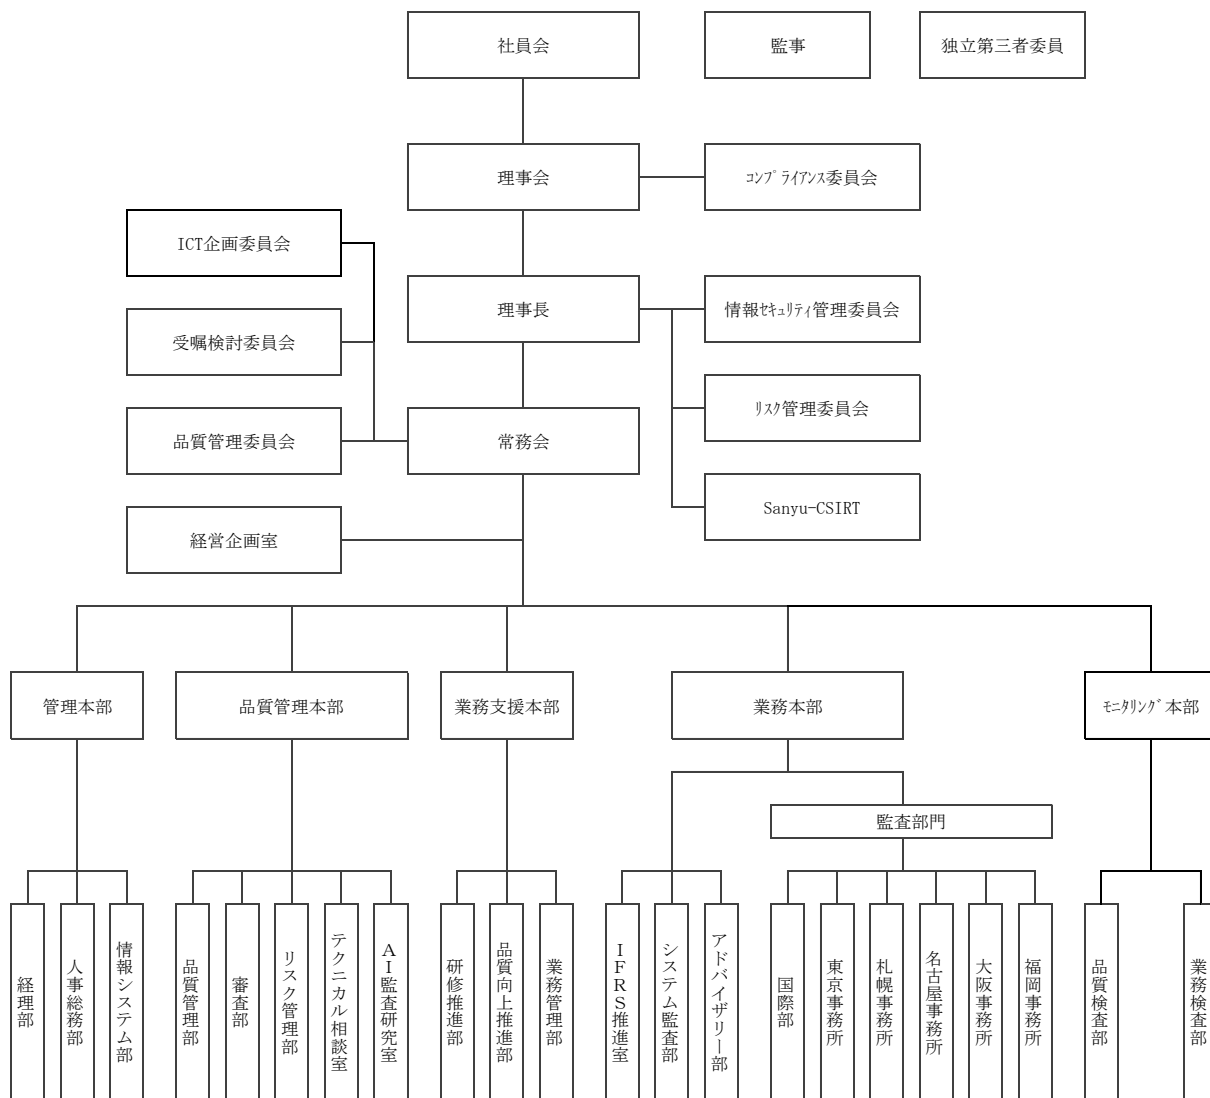 社員会
監事
独立第三者委員
理事会
ｺﾝﾌﾟﾗｲｱﾝｽ委員会
ICT企画委員会
理事長
情報ｾｷｭﾘﾃｨ管理委員会
受嘱検討委員会
ﾘｽｸ管理委員会
品質管理委員会
常務会
Sanyu-CSIRT
経営企画室
管理本部
品質管理本部
業務支援本部
業務本部
ﾓﾆﾀﾘﾝｸﾞ本部
監査部門
経理部
人事総務部
情報システム部
品質管理部
審査部
リスク管理部
テクニカル相談室
ＡＩ監査研究室
研修推進部
品質向上推進部
業務管理部
ＩＦＲＳ推進室
システム監査部
アドバイザリー部
国際部
東京事務所
札幌事務所
名古屋事務所
大阪事務所
福岡事務所
品質検査部
業務検査部